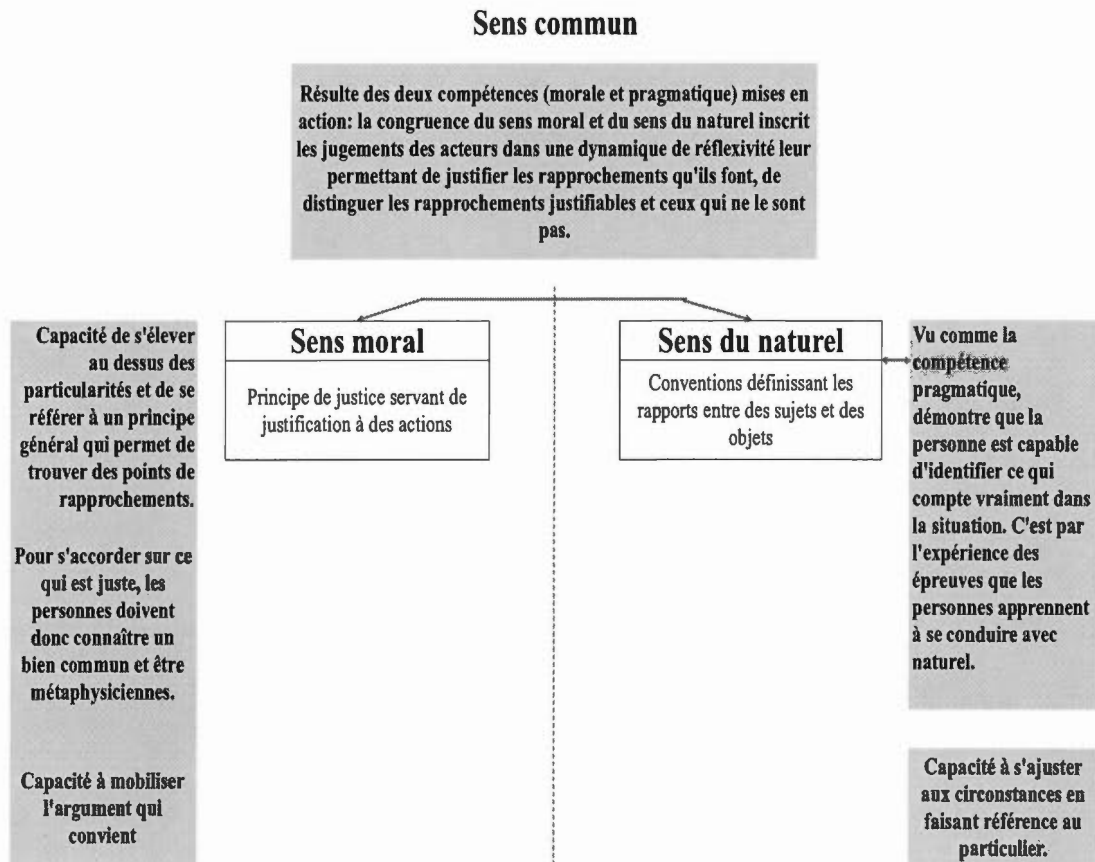 Sens commun
Résulte des deux compétences (morale et pragmatique) mises en
action: la congruence du sens moral et du sens du naturel inscrit
les jugements des acteurs dans une dynamique de réflexivité leur
permettant de justifier les rapprochements qu'ils font, de
distinguer les rapprochements justifiables et ceux qui ne le sont
pas.
Capacité de s'élever
au dessus des
particularités et de se
référer à un principe
général qui permet de
trouver des points de
rapprochements.
Pour s'accorder sur ce
qui est juste, les
personnes doivent
donc connaître un
bien commun et être
métaphysiciennes.
Capacité à mobiliser
l'argument qui
convient
Sens moral
Principe de justice servant de
justification à des actions
Sens du naturel
Conventions définissant les
rapports entre des sujets et des
objets
Vu comme la
compétence
pragmatique,
démontre que la
personne est capable
d'identifier ce qui
compte vraiment dans
la situation. C'est par
l'expérience des
épreuves que les
personnes apprennent
à se conduire avec
naturel.
Capacité à s'ajuster
aux circonstances en
faisant référence au
particulier.